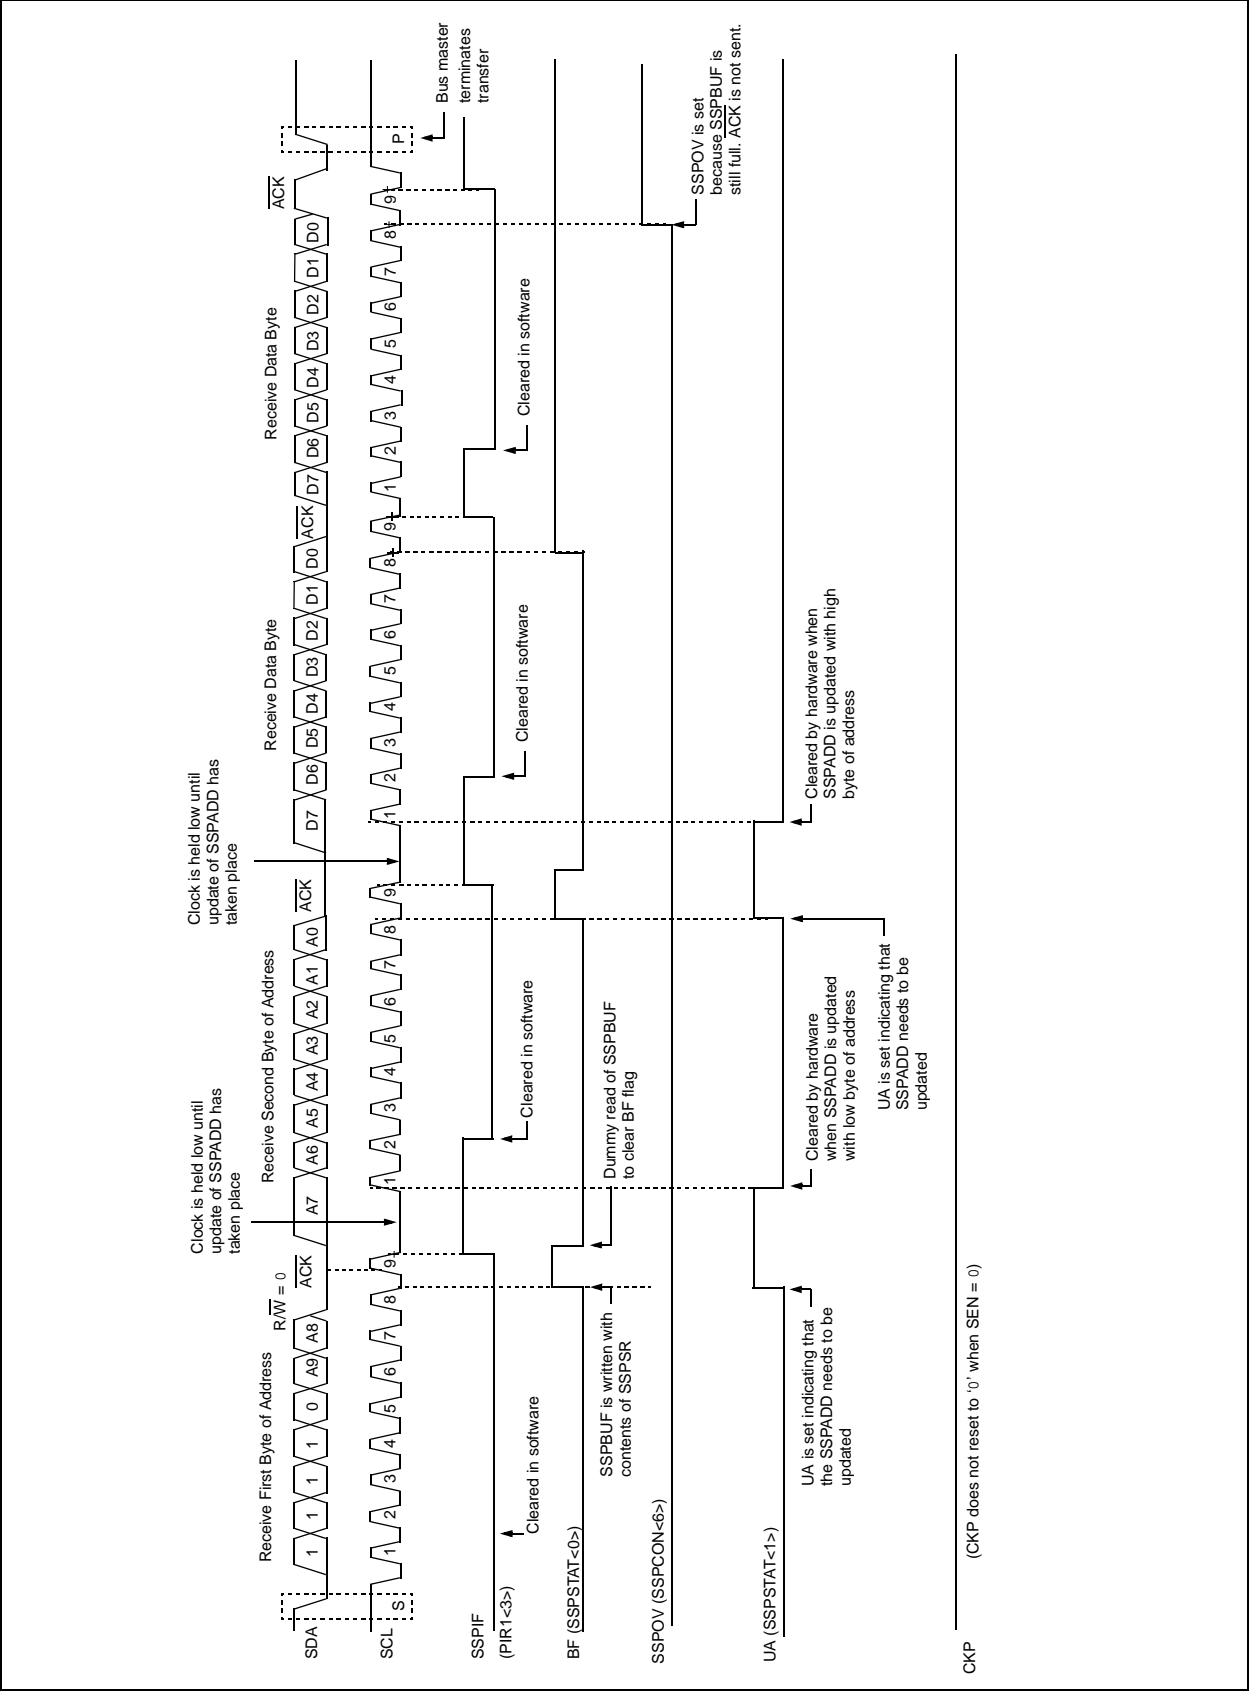 Receive First Byte of Address
R/W = 0
ACK
Receive Second Byte of Address
ACK
Receive Data Byte
ACK
Receive Data Byte
ACK
Clock is held low until
update of SSPADD has
taken place
Clock is held low until
update of SSPADD has
taken place
SDA
1 1 1 1 0 A9 A8
A7 A6 A5 A4 A3 A2 A1 A0
D7 D6 D5 D4 D3 D2 D1 D0
D7 D6 D5 D4 D3 D2 D1 D0
SCL
S
1 2 3 4 5 6 7 8 9
1 2 3 4 5 6 7 8 9
1 2 3 4 5 6 7 8 9
1 2 3 4 5 6 7 8 9
P
Bus master
terminates
transfer
SSPIF
(PIR1<3>)
Cleared in software
Cleared in software
Cleared in software
Cleared in software
BF (SSPSTAT<0>)
SSPBUF is written with
contents of SSPSR
Dummy read of SSPBUF
to clear BF flag
SSPOV (SSPCON<6>)
SSPOV is set
because SSPBUF is
still full. ACK is not sent.
UA (SSPSTAT<1>)
UA is set indicating that
the SSPADD needs to be
updated
Cleared by hardware
when SSPADD is updated
with low byte of address
UA is set indicating that
SSPADD needs to be
updated
Cleared by hardware when
SSPADD is updated with high
byte of address
CKP
(CKP does not reset to ‘0’ when SEN = 0)